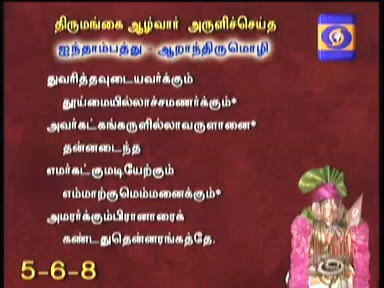 திருமங்கை ஆழ்வார் அருளிச்செய்த
ஐந்தாம்பத்து - ஆறாந்திருமொழி
துவரித்தவுடையவர்க்கும்
தூய்மையில்லாச்சமணர்க்கும்*
அவர்கட்கங்கருளில்லாவருளானை*
தன்னடைந்த
எமர்கட்குமடியேற்கும்
எம்மாற்குமெம்மனைக்கும்*
அமரர்க்கும்பிரானாரைக்
கண்டதுதென்னரங்கத்தே.
5-6-8